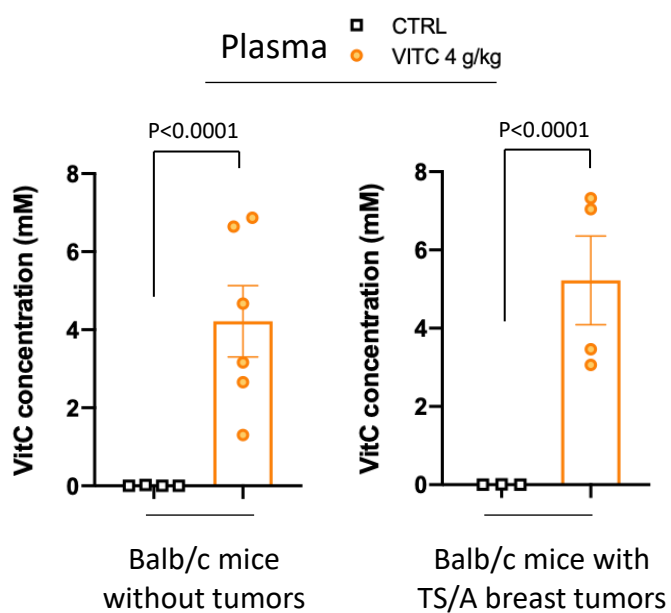 Plasma
CTRL
VITC 4 g/kg
P<0.0001
VitC concentration (mM)
8
6
4
2
0
Balb/c mice
without tumors
P<0.0001
VitC concentration (mM)
8
6
4
2
0
Balb/c mice with
TS/A breast tumors